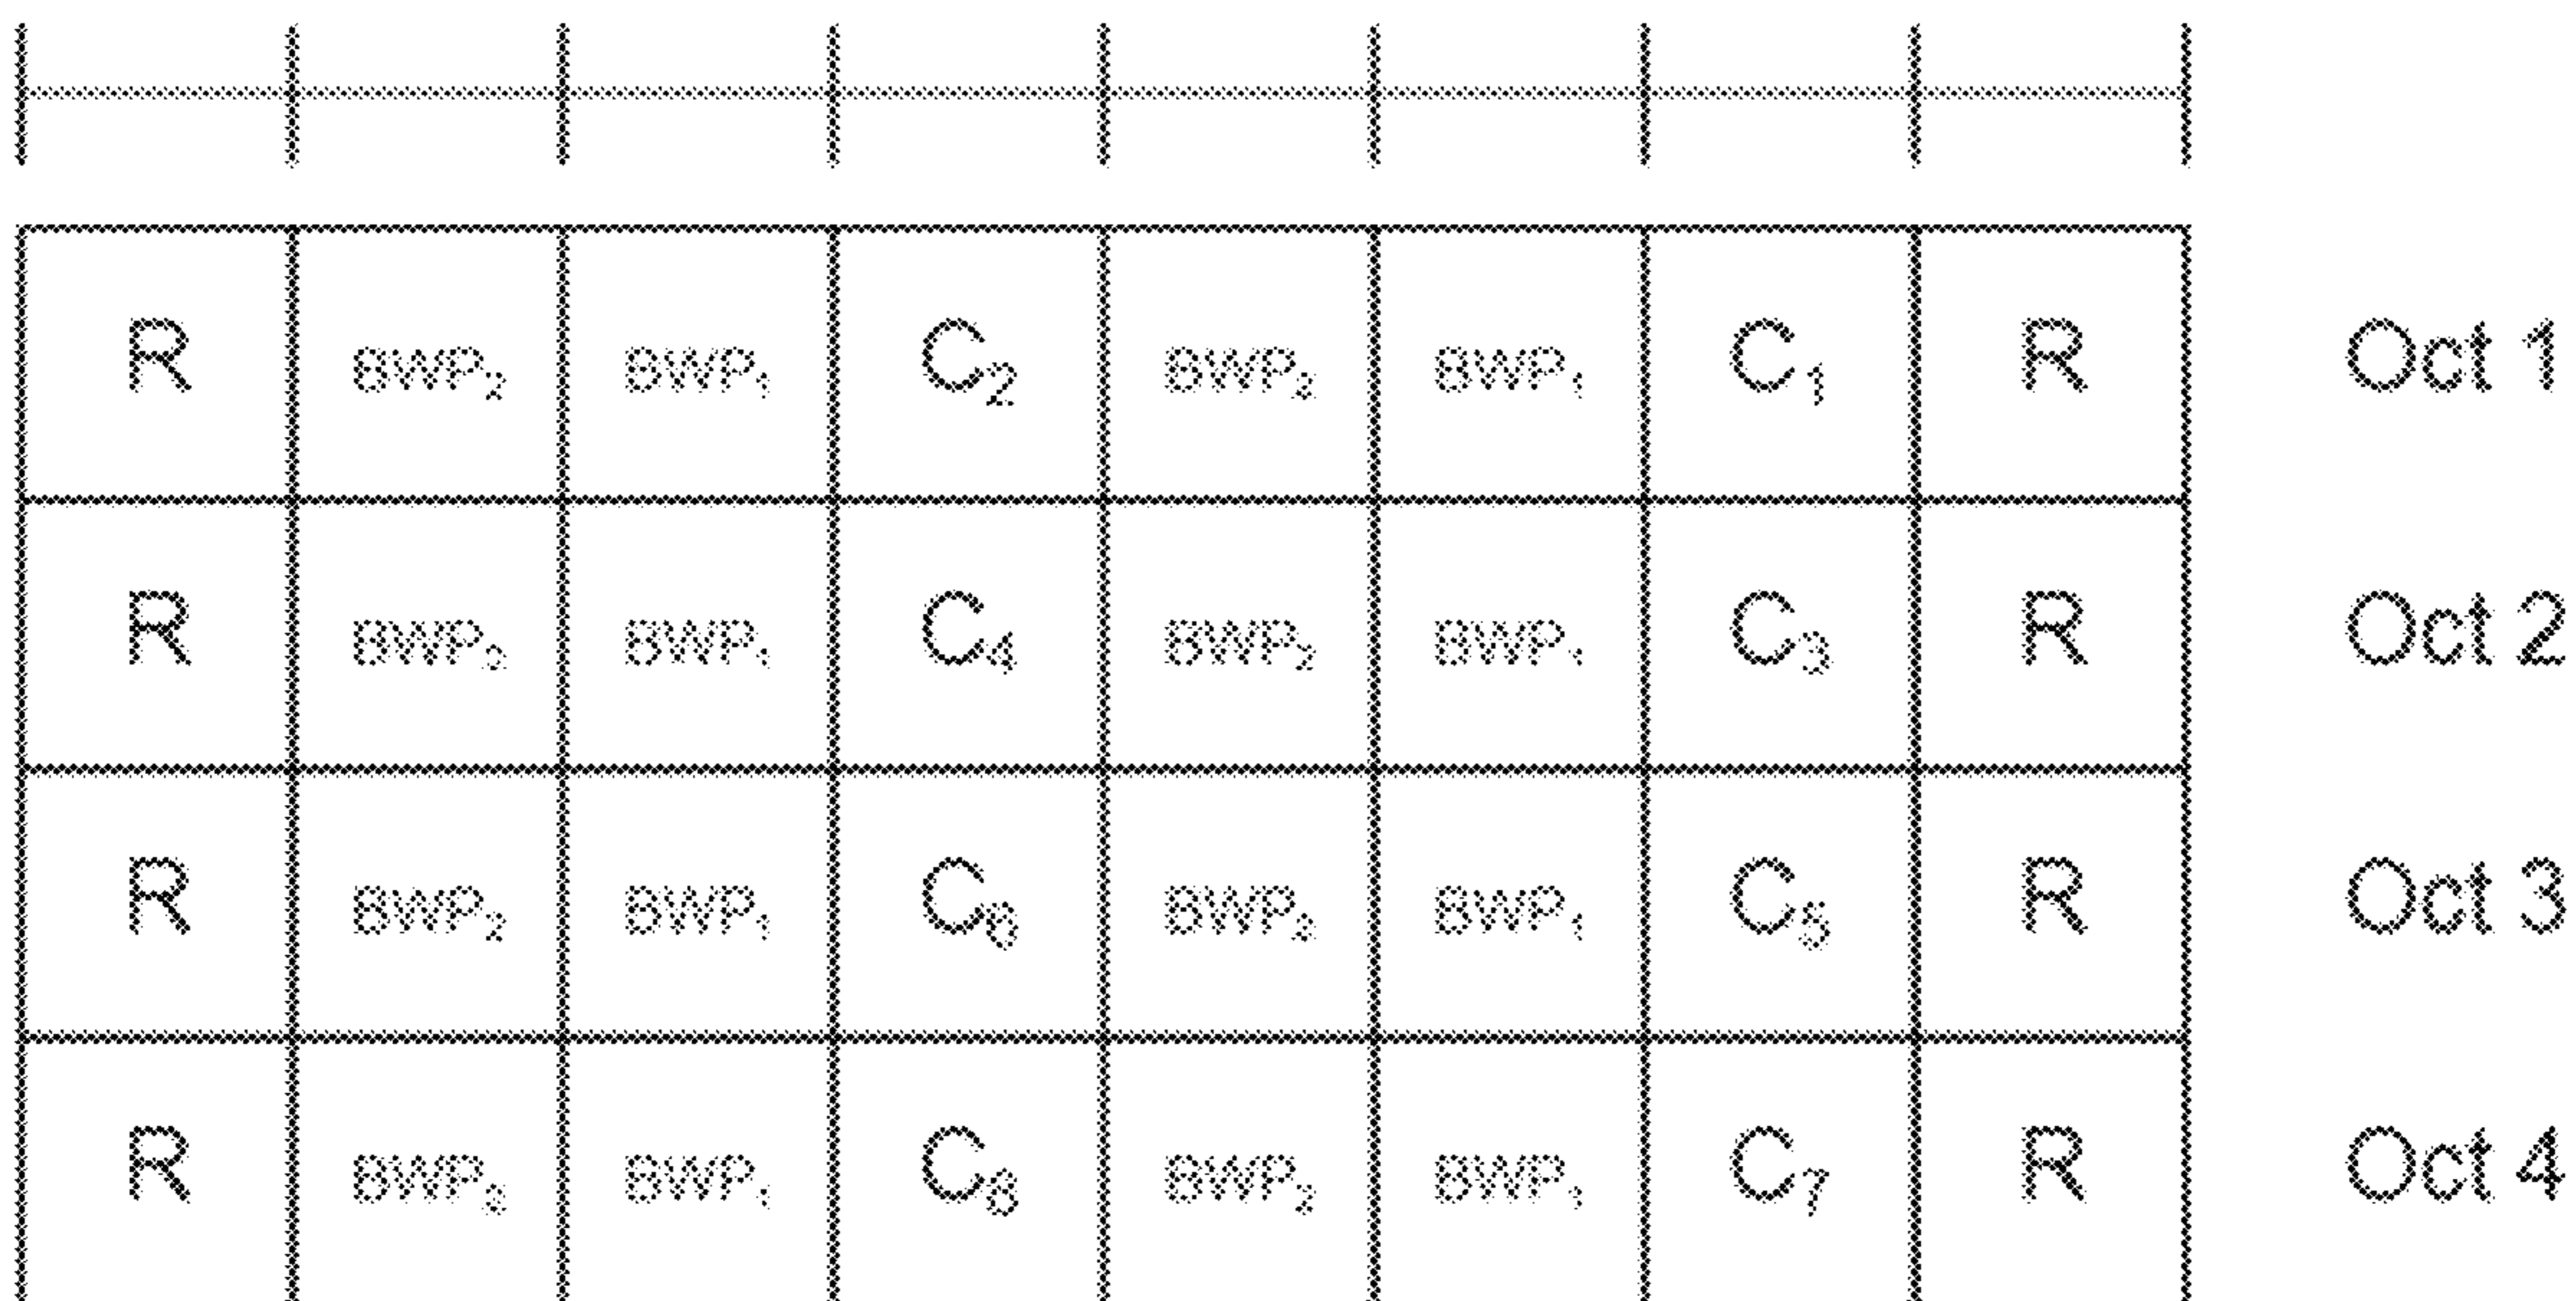 R BWP₂ BWP₁ C₂ BWP₂ BWP₁ C₁ R Oct 1
R BWP₂ BWP₁ C₄ BWP₂ BWP₁ C₃ R Oct 2
R BWP₂ BWP₁ C₆ BWP₂ BWP₁ C₅ R Oct 3
R BWP₂ BWP₁ C₈ BWP₂ BWP₁ C₇ R Oct 4